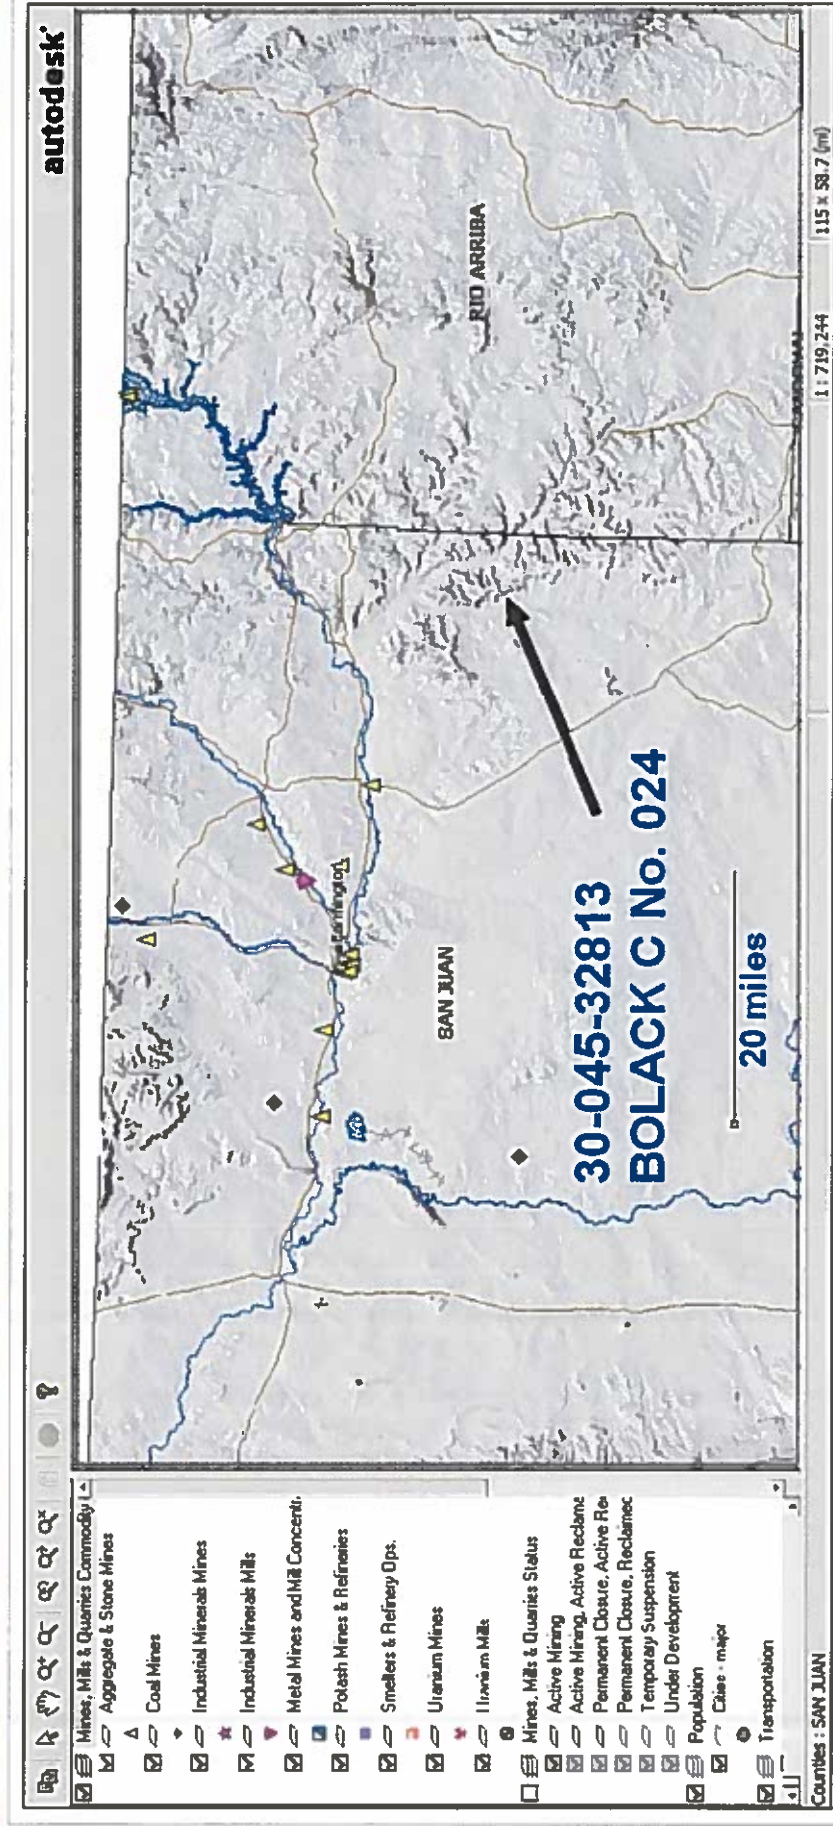 autodesk
Mines, Mills & Quarries Commodity
Aggregate & Stone Mines
Coal Mines
Industrial Minerals Mines
Industrial Minerals Mills
Metal Mines and Mill Concentr
Potash Mines & Refineries
Smelters & Refinery Ops.
Uranium Mines
Uranium Mills
Mines, Mills & Quarries Status
Active Mining
Active Mining, Active Reclame
Permanent Closure, Active Re
Permanent Closure, Reclaimed
Temporary Suspension
Under Development
Population
Cities - major
Transportation
Farmington
SAN JUAN
RIO ARRIBA
30-045-32813
BOLACK C No. 024
20 miles
Counties : SAN JUAN
1 : 719,244
115 x 58.7 (mi)